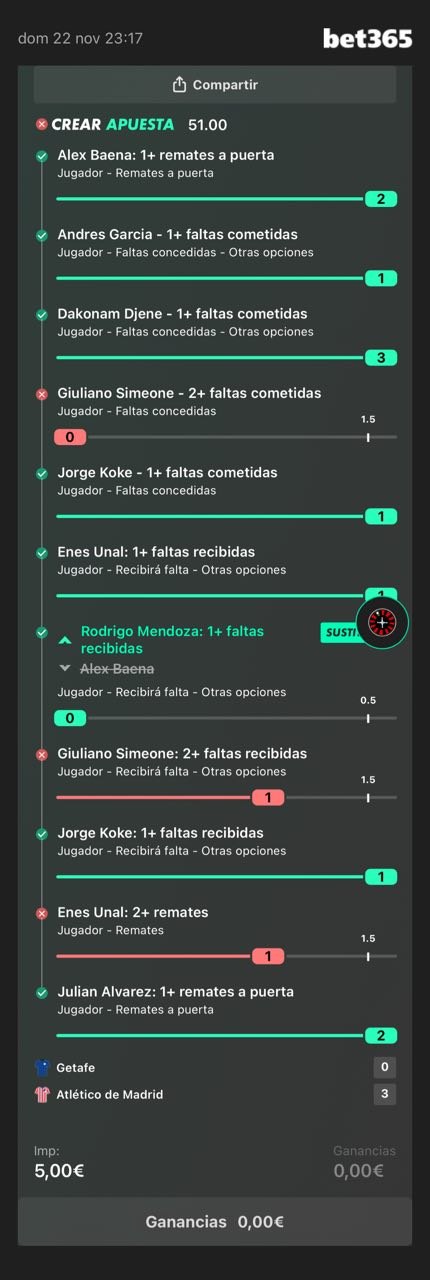 dom 22 nov 23:17
bet365
Compartir
CREAR APUESTA 51.00
Alex Baena: 1+ remates a puerta
Jugador - Remates a puerta
2
Andres Garcia - 1+ faltas cometidas
Jugador - Faltas concedidas - Otras opciones
1
Dakonam Djene - 1+ faltas cometidas
Jugador - Faltas concedidas - Otras opciones
3
Giuliano Simeone - 2+ faltas cometidas
Jugador - Faltas concedidas
1.5
0
Jorge Koke - 1+ faltas cometidas
Jugador - Faltas concedidas
1
Enes Unal: 1+ faltas recibidas
Jugador - Recibirá falta - Otras opciones
1
Rodrigo Mendoza: 1+ faltas
recibidas
Alex Baena
Jugador - Recibirá falta - Otras opciones
0.5
0
Giuliano Simeone: 2+ faltas recibidas
Jugador - Recibirá falta - Otras opciones
1.5
1
Jorge Koke: 1+ faltas recibidas
Jugador - Recibirá falta - Otras opciones
1
Enes Unal: 2+ remates
Jugador - Remates
1.5
1
Julian Alvarez: 1+ remates a puerta
Jugador - Remates a puerta
2
Getafe 0
Atlético de Madrid 3
Imp: Ganancias
5,00€ 0,00€
Ganancias 0,00€